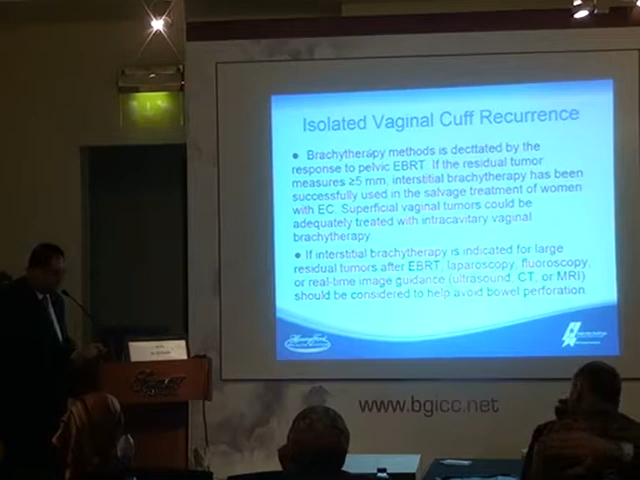 Isolated Vaginal Cuff Recurrence
● Brachytherapy methods is decttated by the
response to pelvic EBRT. If the residual tumor
measures ≥5 mm, interstitial brachytherapy has been
successfully used in the salvage treatment of women
with EC. Superficial vaginal tumors could be
adequately treated with intracavitary vaginal
brachytherapy.
● If interstitial brachytherapy is indicated for large
residual tumors after EBRT, laparoscopy, fluoroscopy,
or real-time image guidance (ultrasound, CT, or MRI)
should be considered to help avoid bowel perforation
www.bgicc.net